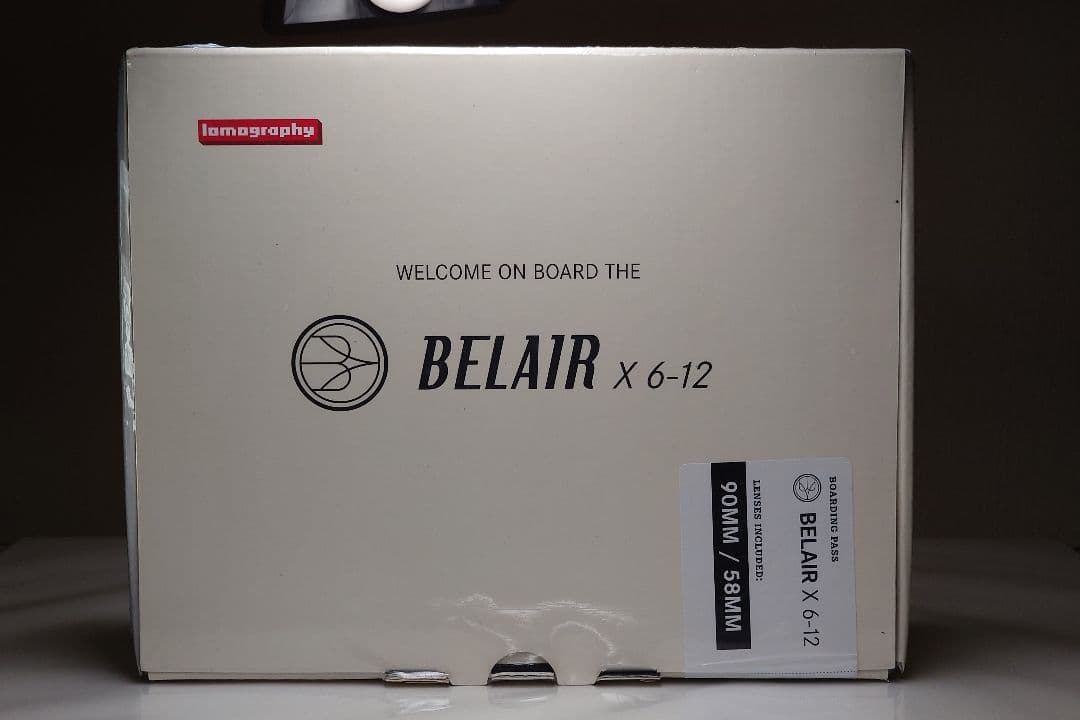 lomography
WELCOME ON BOARD THE
BELAIR X 6-12
BOARDING PASS
BELAIR X 6-12
LENSES INCLUDED:
90MM / 58MM